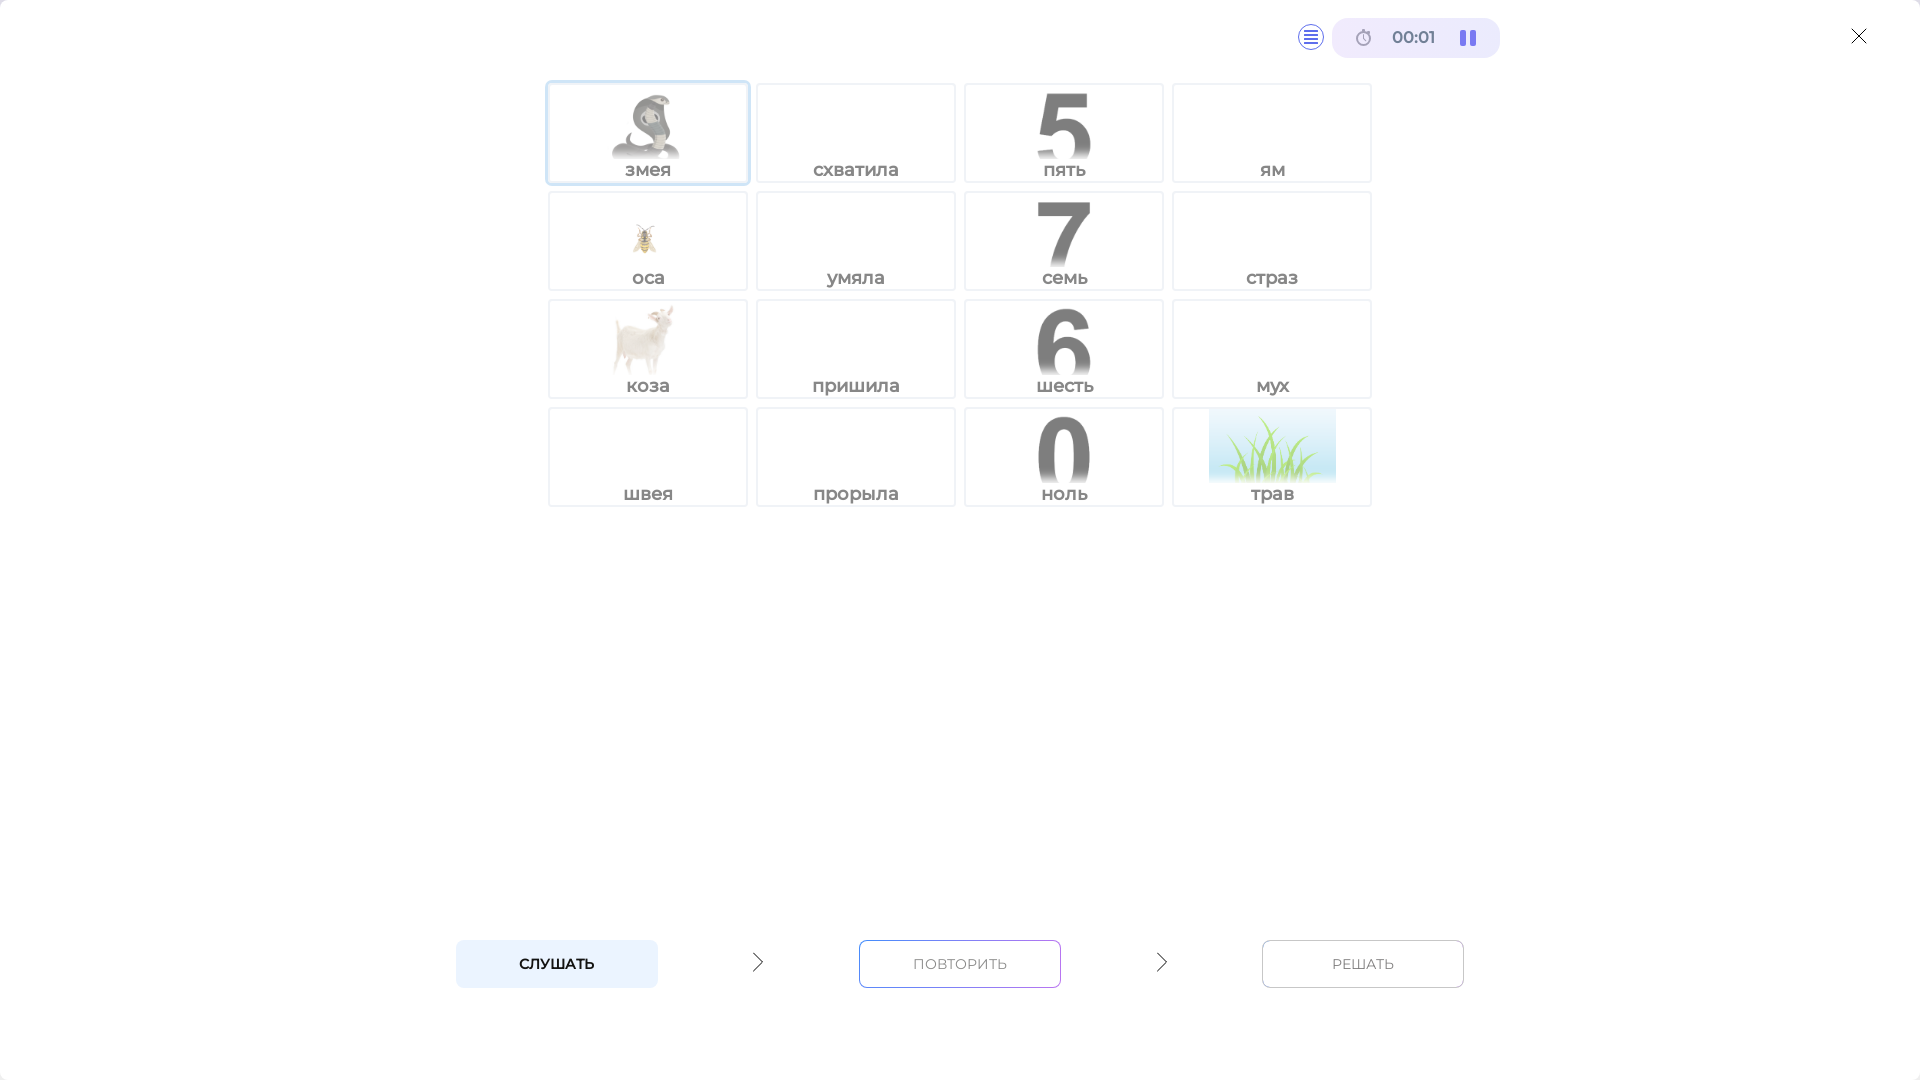 00:01
змея схватила 5 пять ям
оса умяла 7 семь страз
коза пришила 6 шесть мух
швея прорыла 0 ноль трав
СЛУШАТЬ ПОВТОРИТЬ РЕШАТЬ